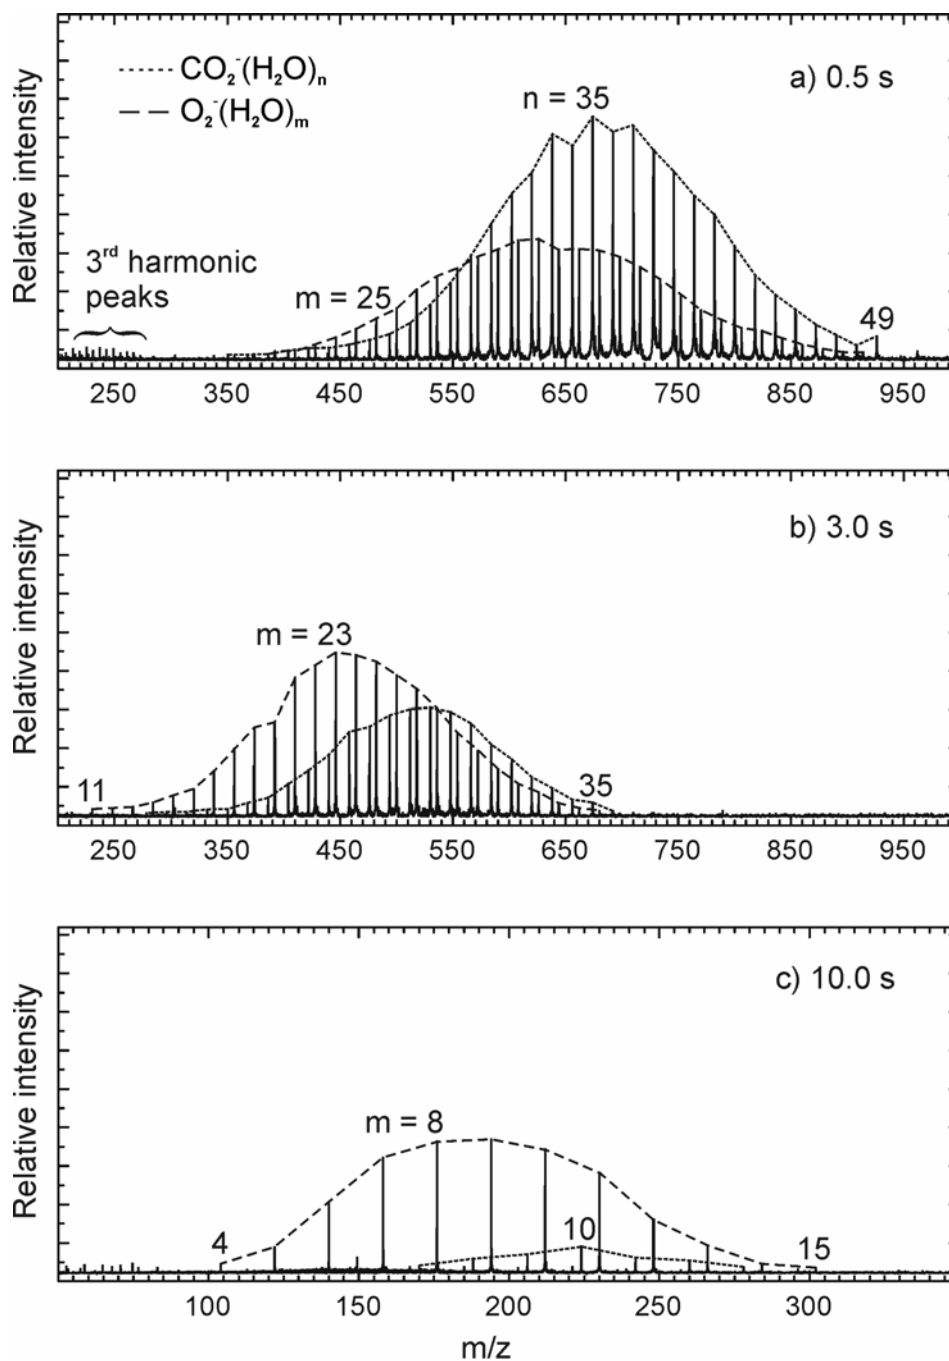 CO₂⁻(H₂O)ₙ
O₂⁻(H₂O)ₘ
a) 0.5 s
n = 35
3rd harmonic
peaks
m = 25
49
Relative intensity
250 350 450 550 650 750 850 950
b) 3.0 s
m = 23
11
35
Relative intensity
250 350 450 550 650 750 850 950
c) 10.0 s
m = 8
4
10
15
Relative intensity
100 150 200 250 300
m/z